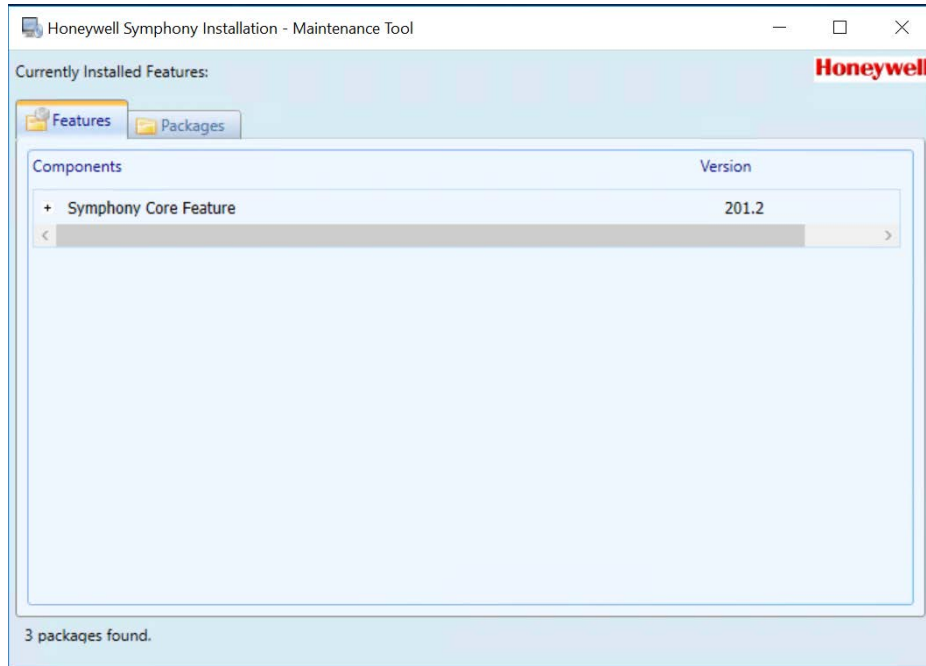 Honeywell Symphony Installation - Maintenance Tool
Currently Installed Features:
Honeywell
Features
Packages
Components Version
+ Symphony Core Feature 201.2
3 packages found.